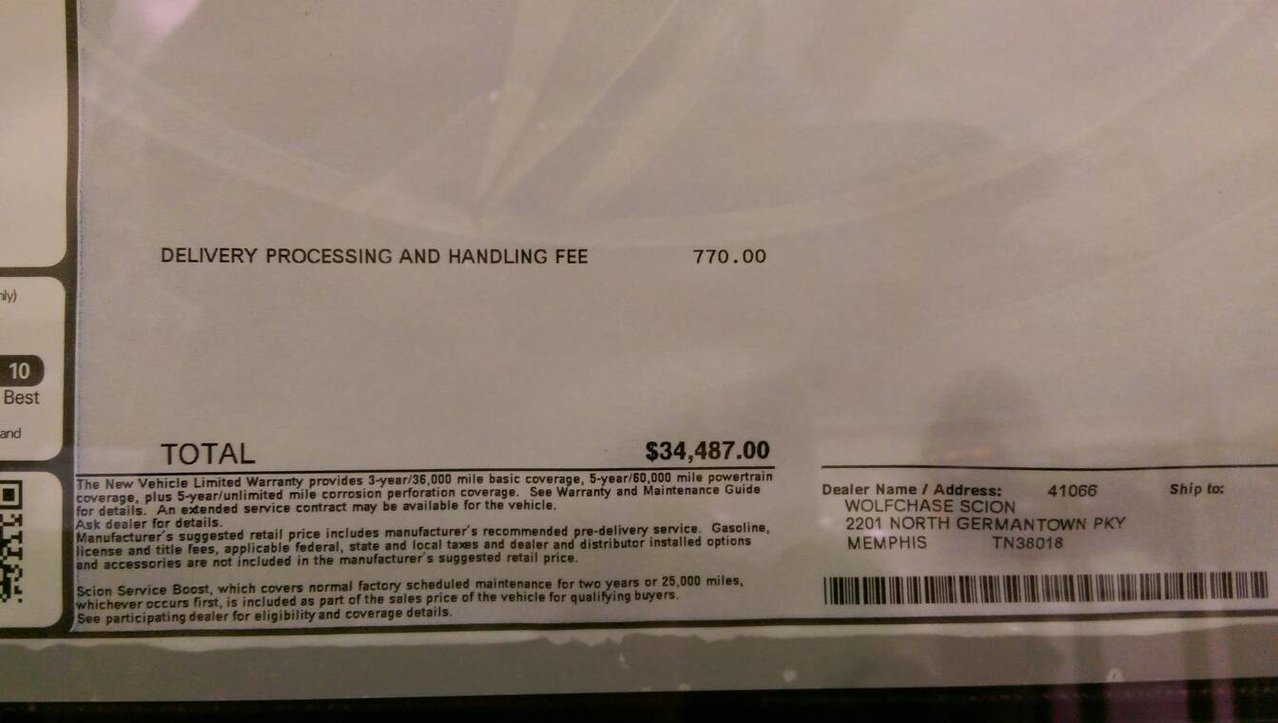 DELIVERY PROCESSING AND HANDLING FEE 770.00
nly)
10
Best
and
TOTAL $34,487.00
The New Vehicle Limited Warranty provides 3-year/36,000 mile basic coverage, 5-year/60,000 mile powertrain
coverage, plus 5-year/unlimited mile corrosion perforation coverage. See Warranty and Maintenance Guide
for details. An extended service contract may be available for the vehicle.
Ask dealer for details.
Manufacturer's suggested retail price includes manufacturer's recommended pre-delivery service. Gasoline,
license and title fees, applicable federal, state and local taxes and dealer and distributor installed options
and accessories are not included in the manufacturer's suggested retail price.
Scion Service Boost, which covers normal factory scheduled maintenance for two years or 25,000 miles,
whichever occurs first, is included as part of the sales price of the vehicle for qualifying buyers.
See participating dealer for eligibility and coverage details.
Dealer Name / Address: 41066 Ship to:
WOLFCHASE SCION
2201 NORTH GERMANTOWN PKY
MEMPHIS TN38018